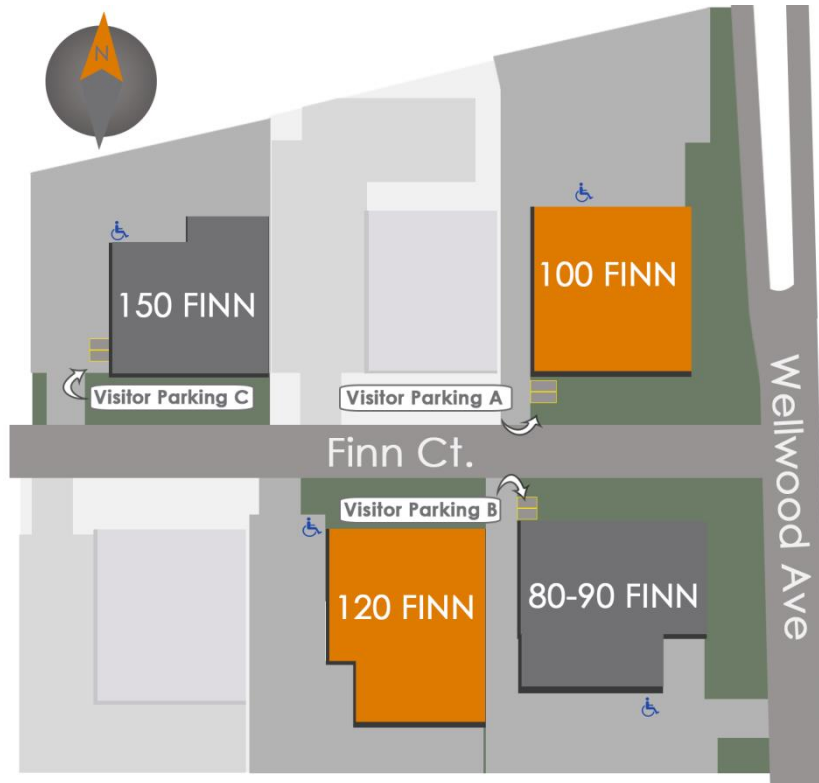 N
100 FINN
150 FINN
Visitor Parking C
Visitor Parking A
Wellwood Ave
Finn Ct.
Visitor Parking B
120 FINN
80-90 FINN